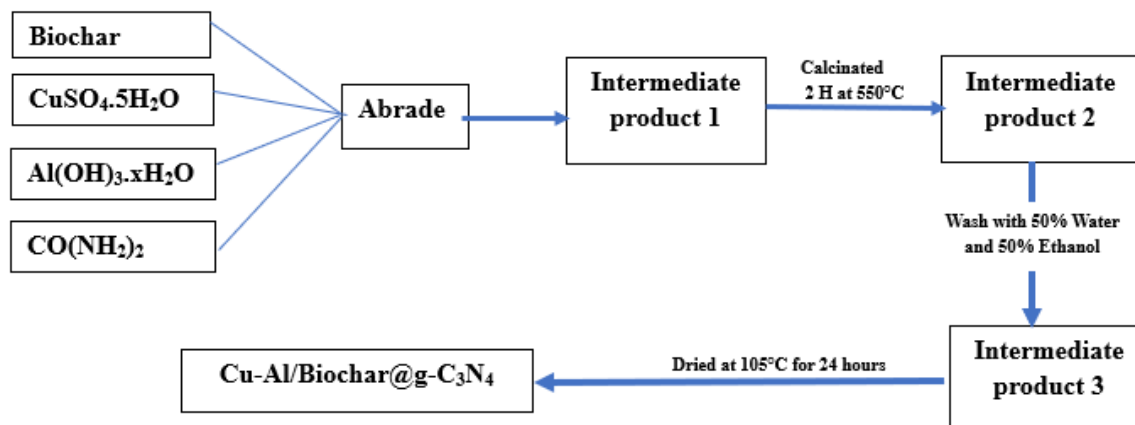 Biochar
CuSO₄.5H₂O
Al(OH)₃.xH₂O
CO(NH₂)₂
Abrade
Intermediate
product 1
Calcinated
2 H at 550°C
Intermediate
product 2
Wash with 50% Water
and 50% Ethanol
Intermediate
product 3
Dried at 105°C for 24 hours
Cu-Al/Biochar@g-C₃N₄